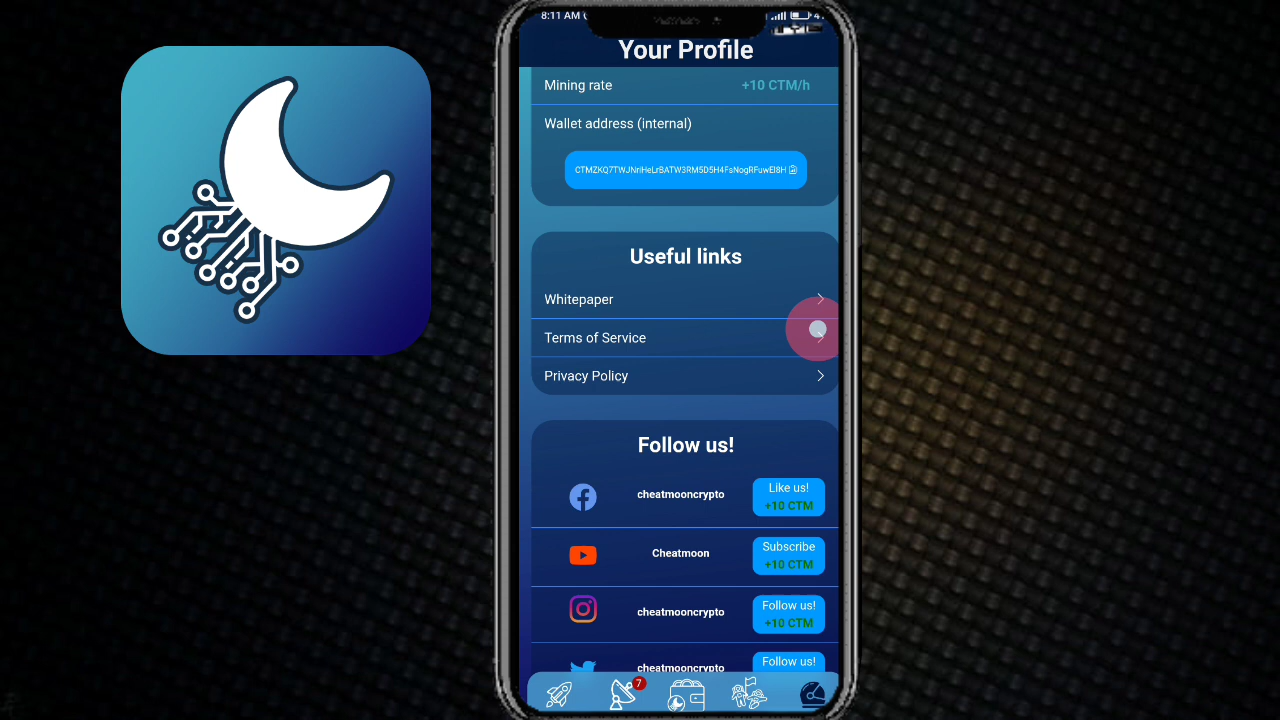 8:11 AM
Your Profile
Mining rate +10 CTM/h
Wallet address (internal)
CTMZKQ7TWJNriHeLrBATW3RM5D5H4FsNogRFuwEl8H
Useful links
Whitepaper
Terms of Service
Privacy Policy
Follow us!
cheatmooncrypto
Like us!
+10 CTM
Cheatmoon
Subscribe
+10 CTM
cheatmooncrypto
Follow us!
+10 CTM
cheatmooncrypto
Follow us!
7